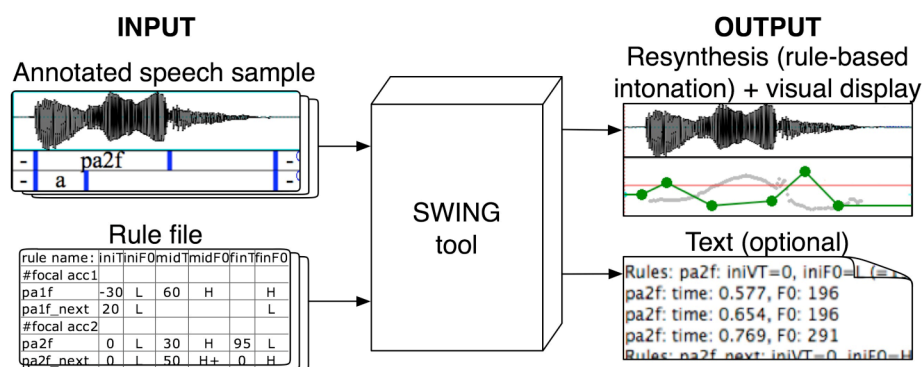 INPUT
Annotated speech sample
- pa2f -
- a -
Rule file
rule name: iniT iniF0 midT midF0 finT finF0
#focal acc1
pa1f -30 L 60 H H
pa1f_next 20 L L
#focal acc2
pa2f 0 L 30 H 95 L
pa2f_next 0 L 50 H+ 0 H
SWING
tool
OUTPUT
Resynthesis (rule-based
intonation) + visual display
Text (optional)
Rules: pa2f: iniVT=0, iniF0=L (=
pa2f: time: 0.577, F0: 196
pa2f: time: 0.654, F0: 196
pa2f: time: 0.769, F0: 291
Rules: pa2f_next: iniVT=0, iniF0=H